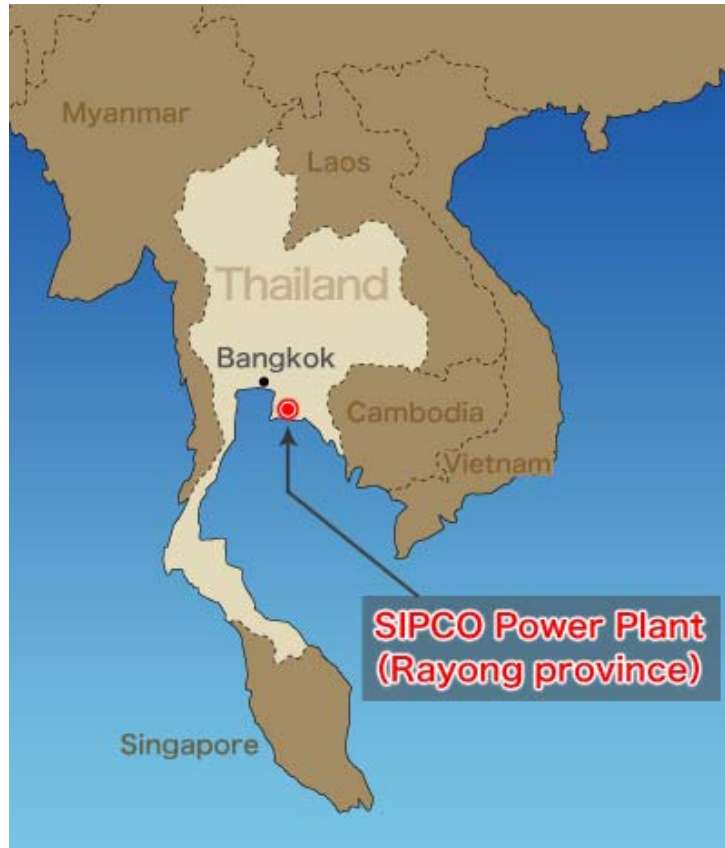 Myanmar
Laos
Thailand
Bangkok
Cambodia
Vietnam
SIPCO Power Plant
(Rayong province)
Singapore